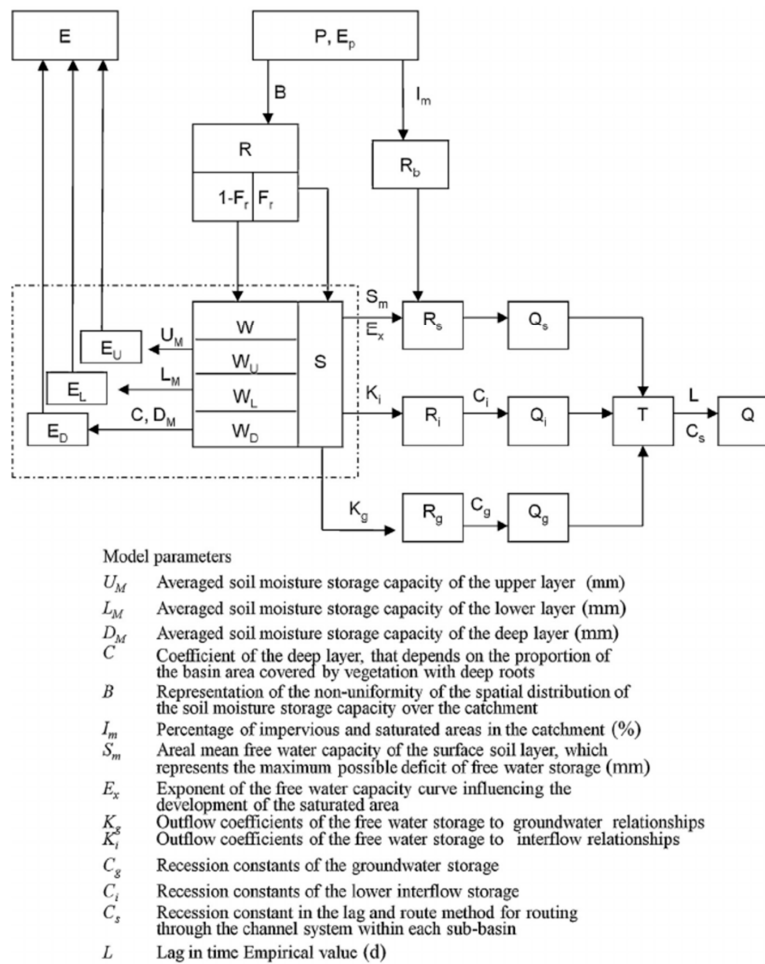 E
P, Ep
B
Im
R
Rb
1-Fr
Fr
Sm
Ex
W
Rs
Qs
UM
EU
WU
S
LM
Ki
Ci
L
EL
WL
Ri
Qi
T
Q
C, DM
Cs
ED
WD
Kg
Cg
Rg
Qg
Model parameters
UM Averaged soil moisture storage capacity of the upper layer (mm)
LM Averaged soil moisture storage capacity of the lower layer (mm)
DM Averaged soil moisture storage capacity of the deep layer (mm)
C Coefficient of the deep layer, that depends on the proportion of
the basin area covered by vegetation with deep roots
B Representation of the non-uniformity of the spatial distribution of
the soil moisture storage capacity over the catchment
Im Percentage of impervious and saturated areas in the catchment (%)
Sm Areal mean free water capacity of the surface soil layer, which
represents the maximum possible deficit of free water storage (mm)
Ex Exponent of the free water capacity curve influencing the
development of the saturated area
Kg Outflow coefficients of the free water storage to groundwater relationships
Ki Outflow coefficients of the free water storage to interflow relationships
Cg Recession constants of the groundwater storage
Ci Recession constants of the lower interflow storage
Cs Recession constant in the lag and route method for routing
through the channel system within each sub-basin
L Lag in time Empirical value (d)